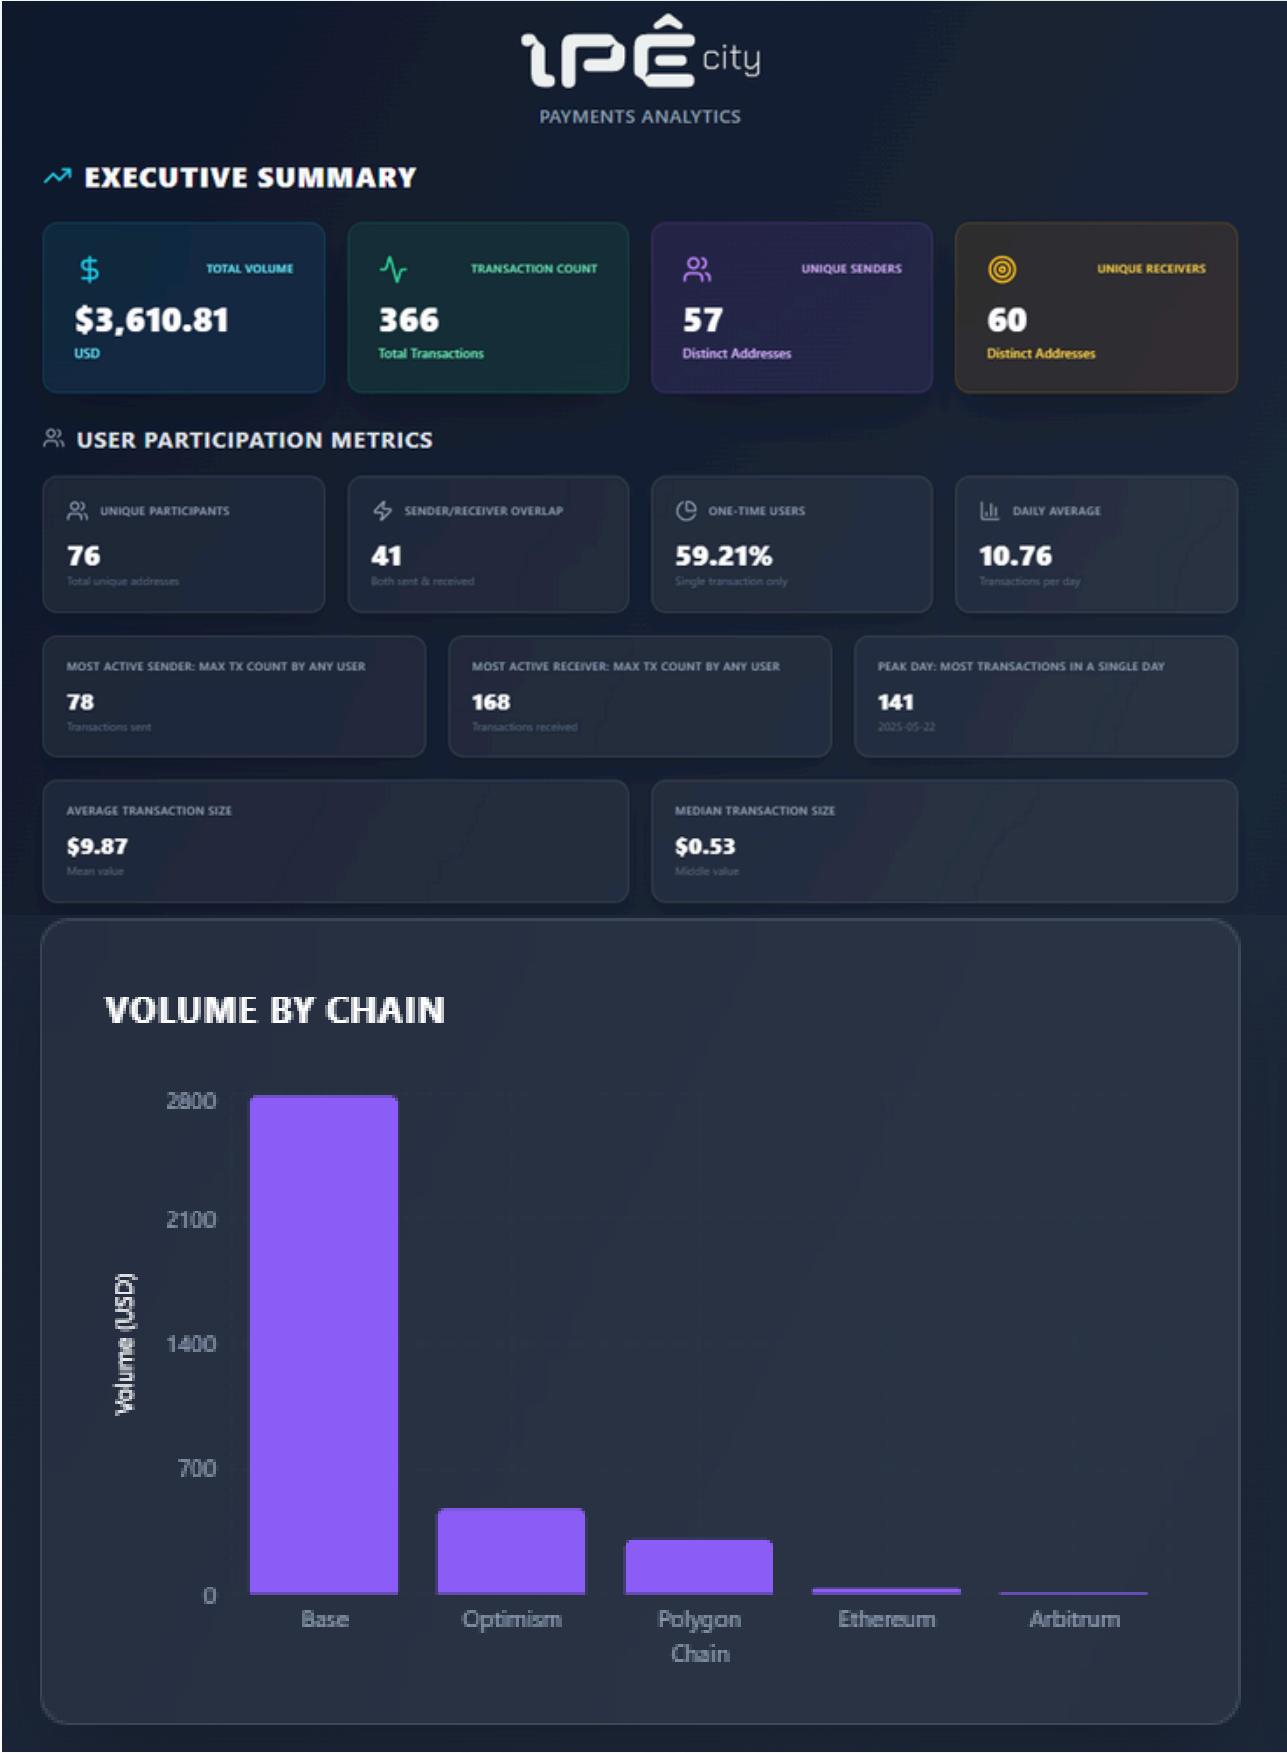 IPÊ city
PAYMENTS ANALYTICS
EXECUTIVE SUMMARY
TOTAL VOLUME
$3,610.81
USD
TRANSACTION COUNT
366
Total Transactions
UNIQUE SENDERS
57
Distinct Addresses
UNIQUE RECEIVERS
60
Distinct Addresses
USER PARTICIPATION METRICS
UNIQUE PARTICIPANTS
76
Total unique addresses
SENDER/RECEIVER OVERLAP
41
Both sent & received
ONE-TIME USERS
59.21%
Single transaction only
DAILY AVERAGE
10.76
Transactions per day
MOST ACTIVE SENDER: MAX TX COUNT BY ANY USER
78
Transactions sent
MOST ACTIVE RECEIVER: MAX TX COUNT BY ANY USER
168
Transactions received
PEAK DAY: MOST TRANSACTIONS IN A SINGLE DAY
141
2025-05-22
AVERAGE TRANSACTION SIZE
$9.87
Mean value
MEDIAN TRANSACTION SIZE
$0.53
Middle value
VOLUME BY CHAIN
Volume (USD)
2800
2100
1400
700
0
Base
Optimism
Polygon
Ethereum
Arbitrum
Chain